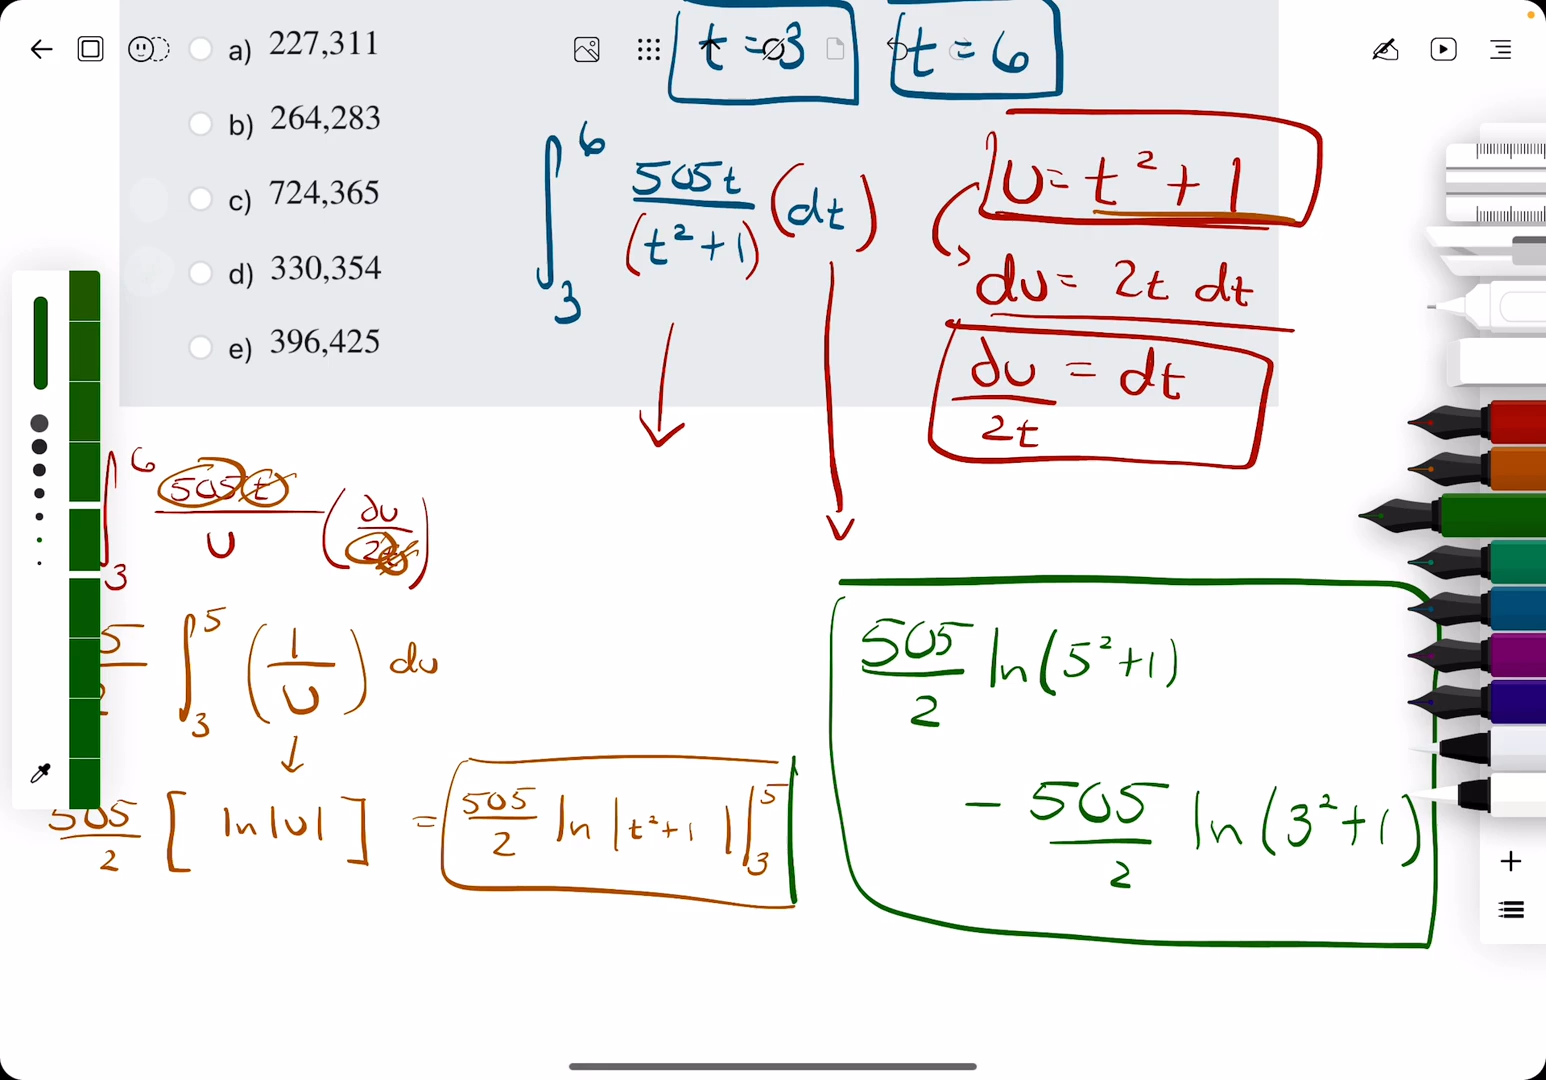 a) 227,311
b) 264,283
c) 724,365
d) 330,354
e) 396,425
t = 3
t = 6
∫₃⁶ 505t/(t²+1) (dt)
u = t² + 1
du = 2t dt
du/2t = dt
∫₃⁶ 505t/u (du/2t)
5/2 ∫₃⁵ (1/u) du
505/2 [ ln|u| ] = 505/2 ln|t²+1| |₃⁵
505/2 ln(5²+1)
- 505/2 ln(3²+1)